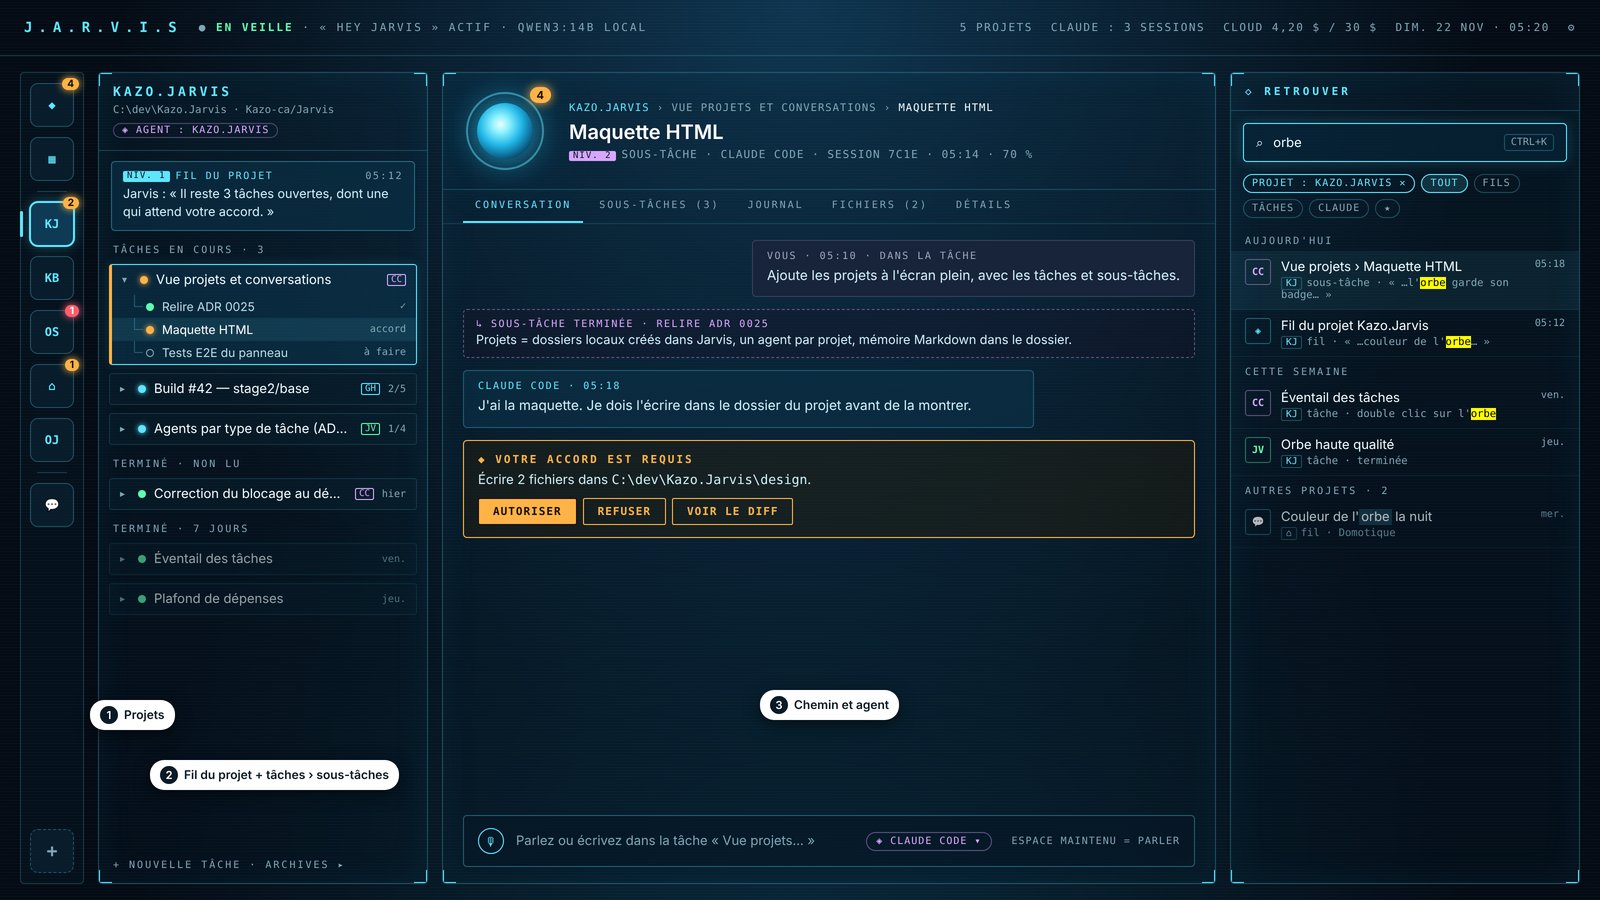 J.A.R.V.I.S ● EN VEILLE · « HEY JARVIS » ACTIF · QWEN3:14B LOCAL
5 PROJETS CLAUDE : 3 SESSIONS CLOUD 4,20 $ / 30 $ DIM. 22 NOV · 05:20
4
2
KJ
KB
1
OS
1
OJ
+
KAZO.JARVIS
C:\dev\Kazo.Jarvis · Kazo-ca/Jarvis
◈ AGENT : KAZO.JARVIS
NIV. 1 FIL DU PROJET 05:12
Jarvis : « Il reste 3 tâches ouvertes, dont une
qui attend votre accord. »
TÂCHES EN COURS · 3
▾ Vue projets et conversations CC
Relire ADR 0025 ✓
Maquette HTML accord
Tests E2E du panneau à faire
▸ Build #42 — stage2/base GH 2/5
▸ Agents par type de tâche (AD… JV 1/4
TERMINÉ · NON LU
▸ Correction du blocage au dé… CC hier
TERMINÉ · 7 JOURS
▸ Éventail des tâches ven.
▸ Plafond de dépenses jeu.
1 Projets
2 Fil du projet + tâches › sous-tâches
+ NOUVELLE TÂCHE · ARCHIVES ▸
4
KAZO.JARVIS › VUE PROJETS ET CONVERSATIONS › MAQUETTE HTML
Maquette HTML
NIV. 2 SOUS-TÂCHE · CLAUDE CODE · SESSION 7C1E · 05:14 · 70 %
CONVERSATION SOUS-TÂCHES (3) JOURNAL FICHIERS (2) DÉTAILS
VOUS · 05:10 · DANS LA TÂCHE
Ajoute les projets à l'écran plein, avec les tâches et sous-tâches.
↳ SOUS-TÂCHE TERMINÉE · RELIRE ADR 0025
Projets = dossiers locaux créés dans Jarvis, un agent par projet, mémoire Markdown dans le dossier.
CLAUDE CODE · 05:18
J'ai la maquette. Je dois l'écrire dans le dossier du projet avant de la montrer.
◆ VOTRE ACCORD EST REQUIS
Écrire 2 fichiers dans C:\dev\Kazo.Jarvis\design.
AUTORISER REFUSER VOIR LE DIFF
3 Chemin et agent
Parlez ou écrivez dans la tâche « Vue projets… » ◈ CLAUDE CODE ▾ ESPACE MAINTENU = PARLER
◇ RETROUVER
orbe CTRL+K
PROJET : KAZO.JARVIS × TOUT FILS
TÂCHES CLAUDE ★
AUJOURD'HUI
CC Vue projets › Maquette HTML 05:18
KJ sous-tâche · « …l'orbe garde son
badge… »
Fil du projet Kazo.Jarvis 05:12
KJ fil · « …couleur de l'orbe… »
CETTE SEMAINE
CC Éventail des tâches ven.
KJ tâche · double clic sur l'orbe
JV Orbe haute qualité jeu.
KJ tâche · terminée
AUTRES PROJETS · 2
Couleur de l'orbe la nuit mer.
⌂ fil · Domotique